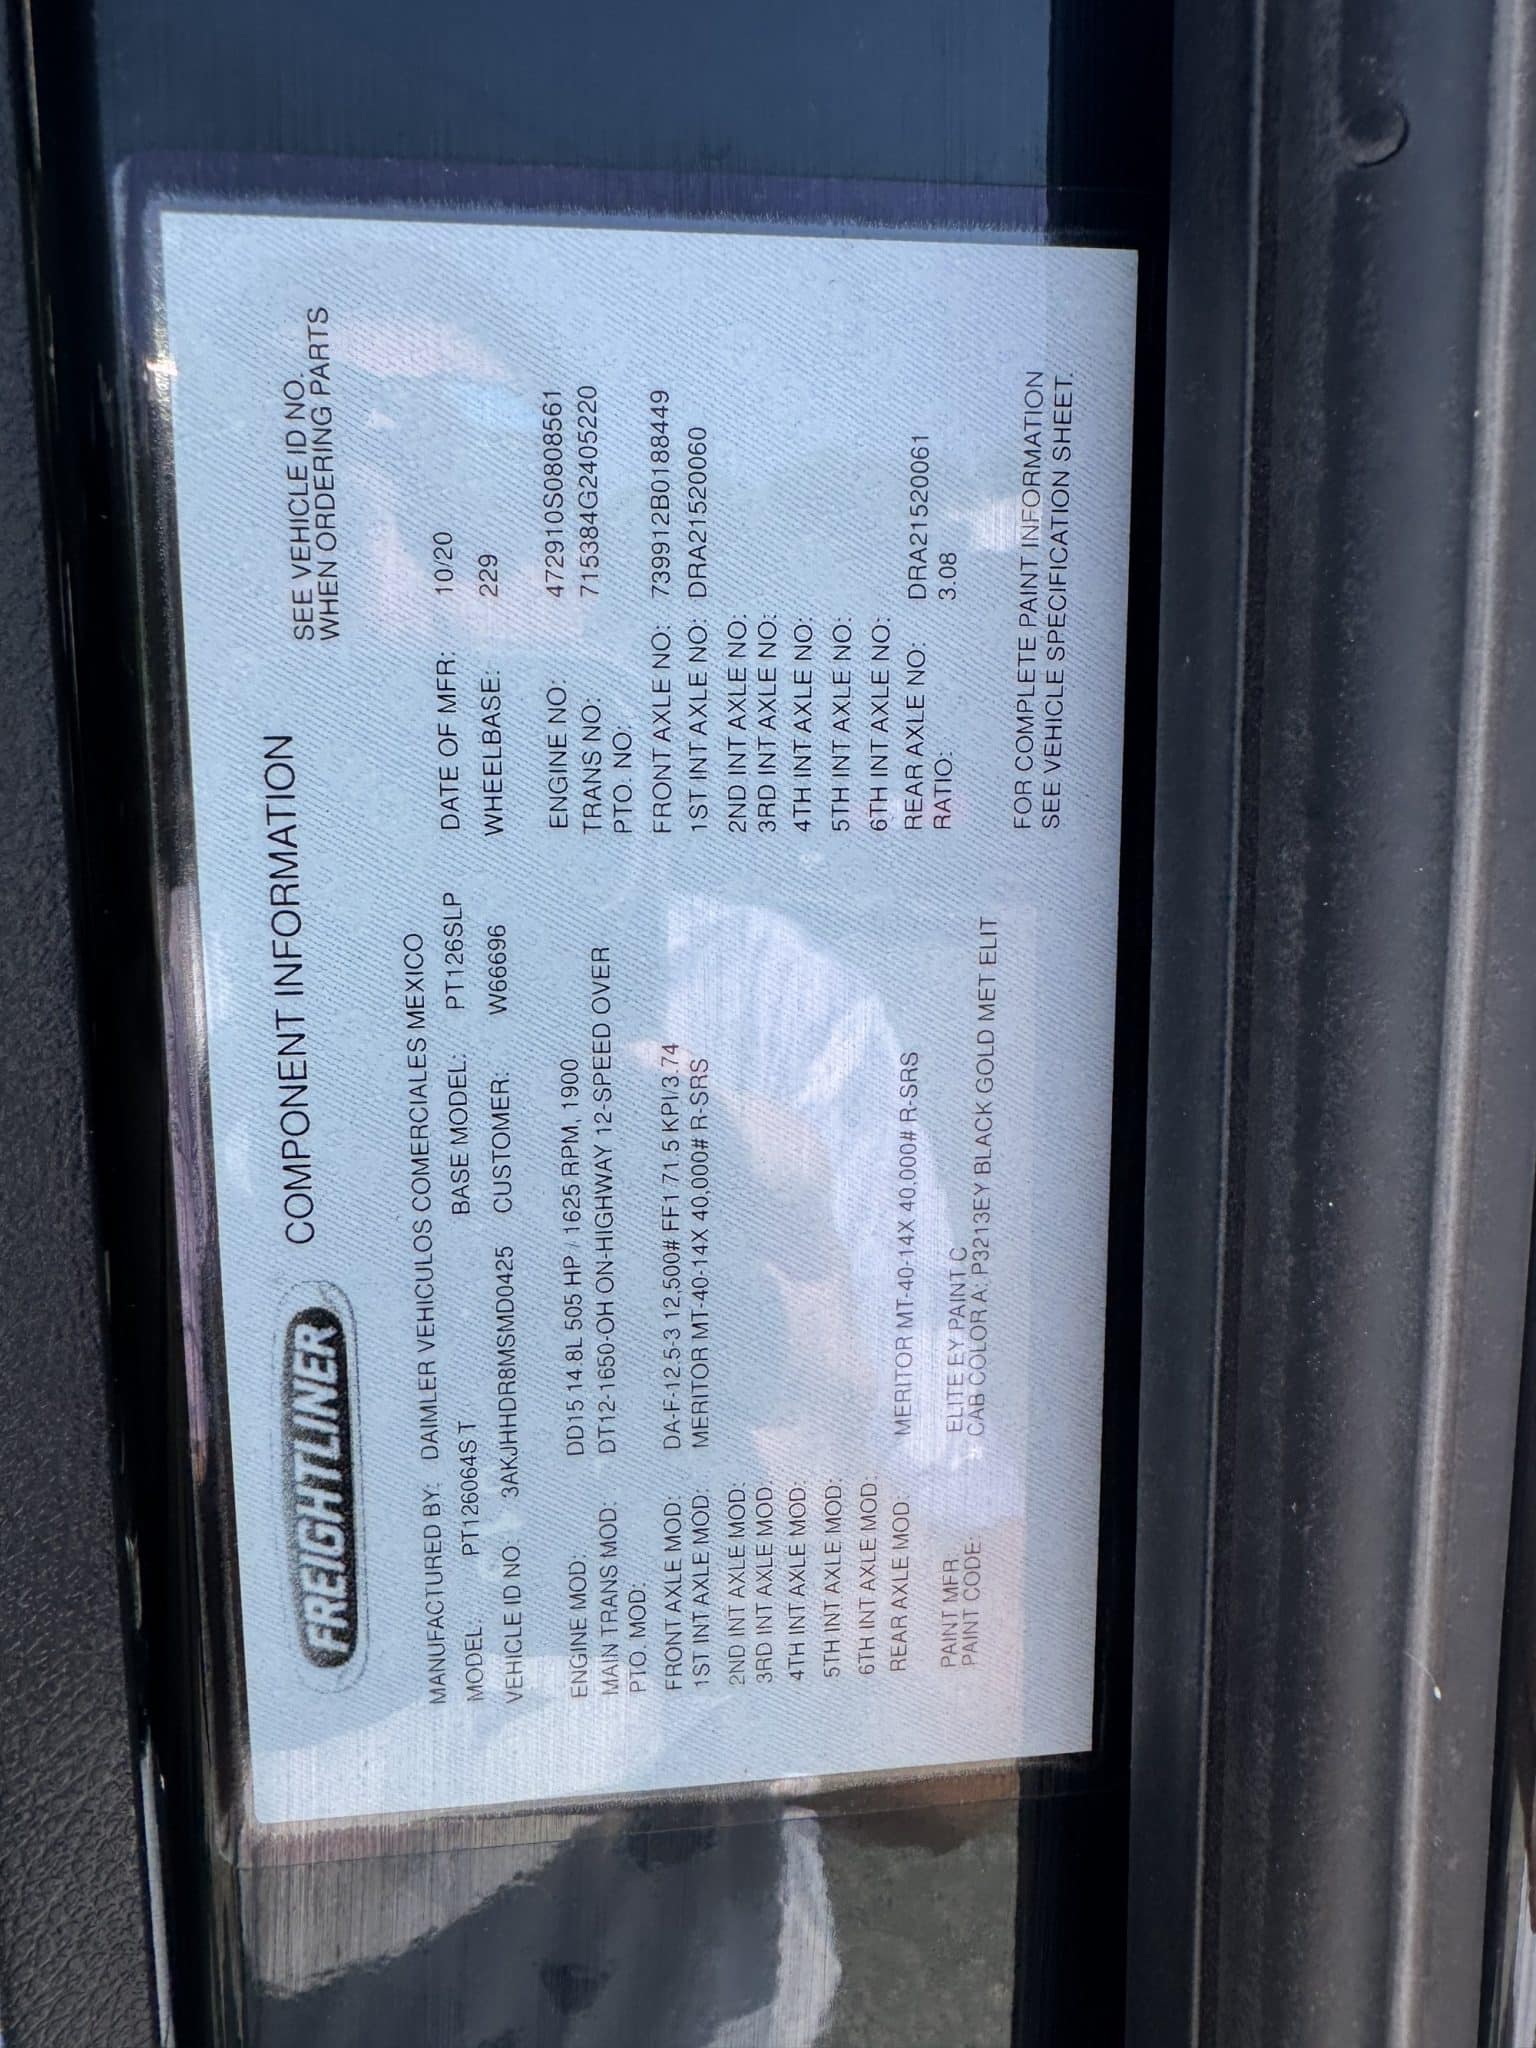 FREIGHTLINER
COMPONENT INFORMATION
SEE VEHICLE ID NO.
WHEN ORDERING PARTS
MANUFACTURED BY: DAIMLER VEHICULOS COMERCIALES MEXICO
MODEL: PT126064S T BASE MODEL: PT126SLP DATE OF MFR: 10/20
VEHICLE ID NO. 3AKJHHDR8MSMD0425 CUSTOMER: W66696 WHEELBASE: 229
ENGINE MOD: DD15 14.8L 505 HP / 1625 RPM, 1900 ENGINE NO: 472910S0808561
MAIN TRANS MOD: DT12-1650-OH ON-HIGHWAY 12-SPEED OVER TRANS NO: 715384G2405220
PTO. MOD: PTO. NO:
FRONT AXLE MOD: DA-F-12.5-3 12,500# FF1 71.5 KPI/3.74 FRONT AXLE NO: 739912B0188449
1ST INT AXLE MOD: MERITOR MT-40-14X 40,000# R-SRS 1ST INT AXLE NO: DRA21520060
2ND INT AXLE MOD. 2ND INT AXLE NO.
3RD INT AXLE MOD. 3RD INT AXLE NO:
4TH INT AXLE MOD: 4TH INT AXLE NO:
5TH INT AXLE MOD: 5TH INT AXLE NO:
6TH INT AXLE MOD: 6TH INT AXLE NO:
REAR AXLE MOD: MERITOR MT-40-14X 40,000# R-SRS REAR AXLE NO: DRA21520061
RATIO: 3.08
PAINT MFR ELITE EY PAINT C
PAINT CODE: CAB COLOR A: P3213EY BLACK GOLD MET ELIT
FOR COMPLETE PAINT INFORMATION
SEE VEHICLE SPECIFICATION SHEET.